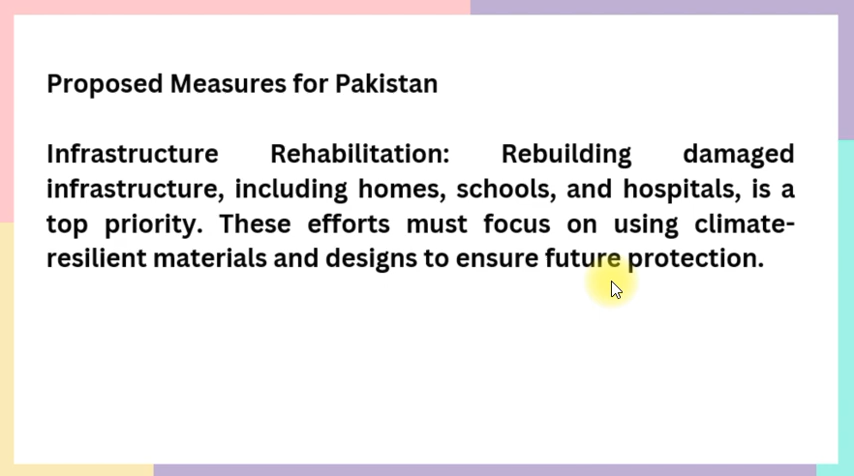 Proposed Measures for Pakistan
Infrastructure Rehabilitation: Rebuilding damaged
infrastructure, including homes, schools, and hospitals, is a
top priority. These efforts must focus on using climate-
resilient materials and designs to ensure future protection.